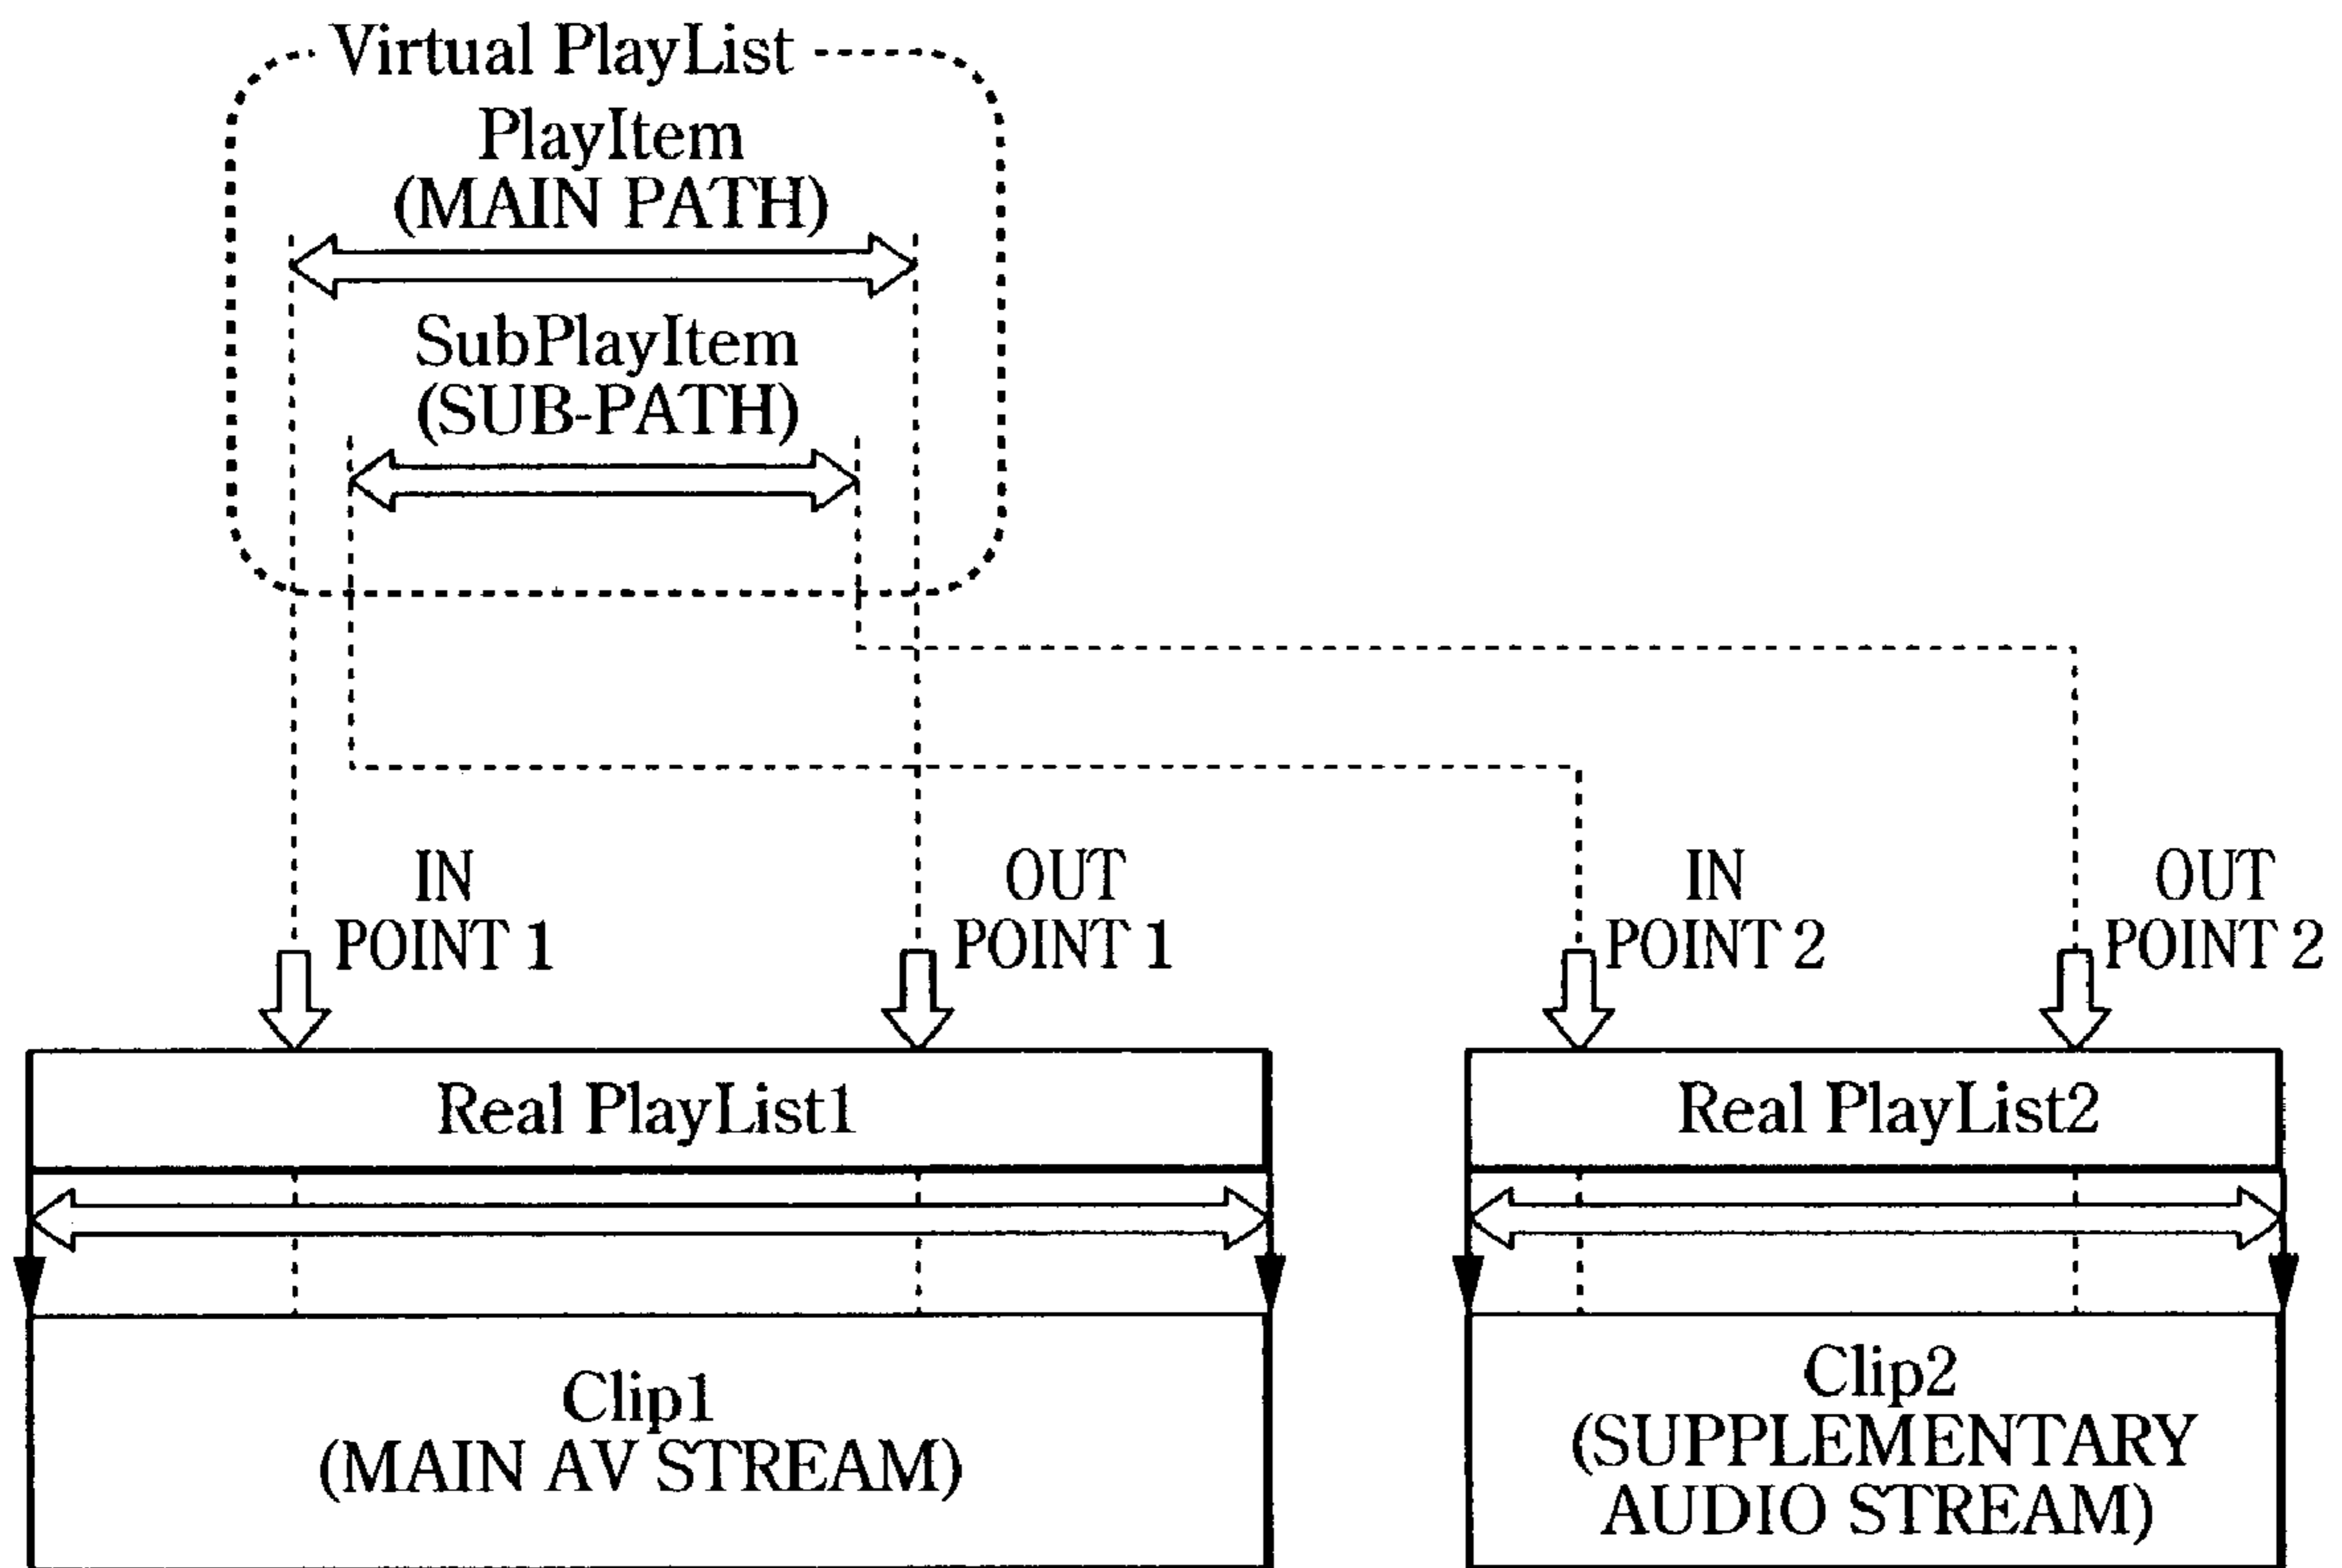 Virtual PlayList
PlayItem
(MAIN PATH)
SubPlayItem
(SUB-PATH)
IN
POINT 1
OUT
POINT 1
IN
POINT 2
OUT
POINT 2
Real PlayList1
Real PlayList2
Clip1
(MAIN AV STREAM)
Clip2
(SUPPLEMENTARY
AUDIO STREAM)